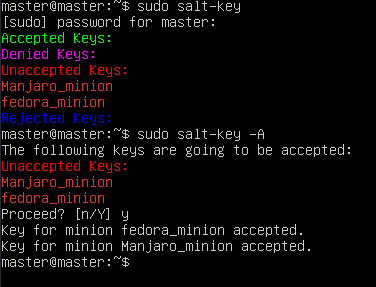 master@master:~$ sudo salt-key
[sudo] password for master:
Accepted Keys:
Denied Keys:
Unaccepted Keys:
Manjaro_minion
fedora_minion
Rejected Keys:
master@master:~$ sudo salt-key -A
The following keys are going to be accepted:
Unaccepted Keys:
Manjaro_minion
fedora_minion
Proceed? [n/Y] y
Key for minion fedora_minion accepted.
Key for minion Manjaro_minion accepted.
master@master:~$